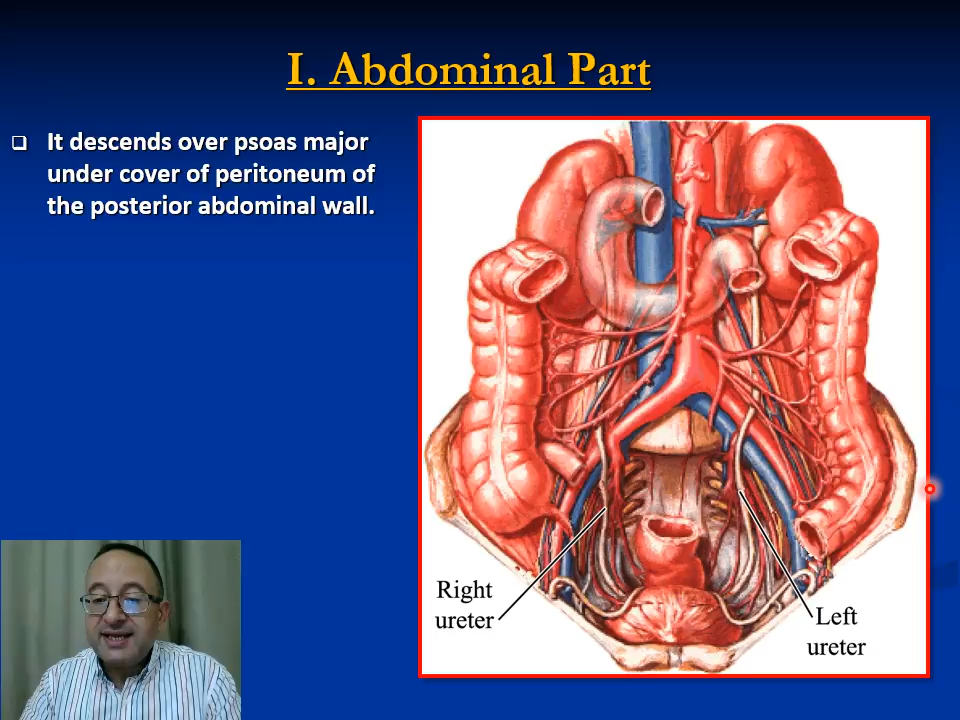 I. Abdominal Part
It descends over psoas major
under cover of peritoneum of
the posterior abdominal wall.
Right
ureter
Left
ureter